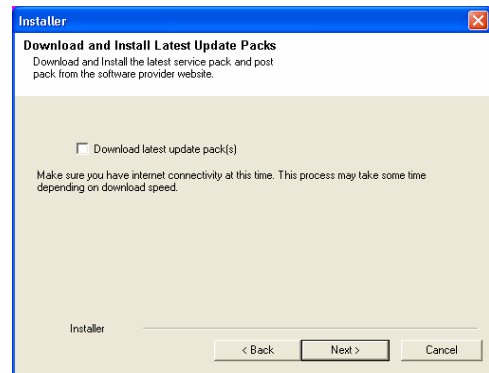 Installer
Download and Install Latest Update Packs
Download and Install the latest service pack and post
pack from the software provider website.
Download latest update pack(s)
Make sure you have internet connectivity at this time. This process may take some time
depending on download speed.
Installer
< Back
Next >
Cancel